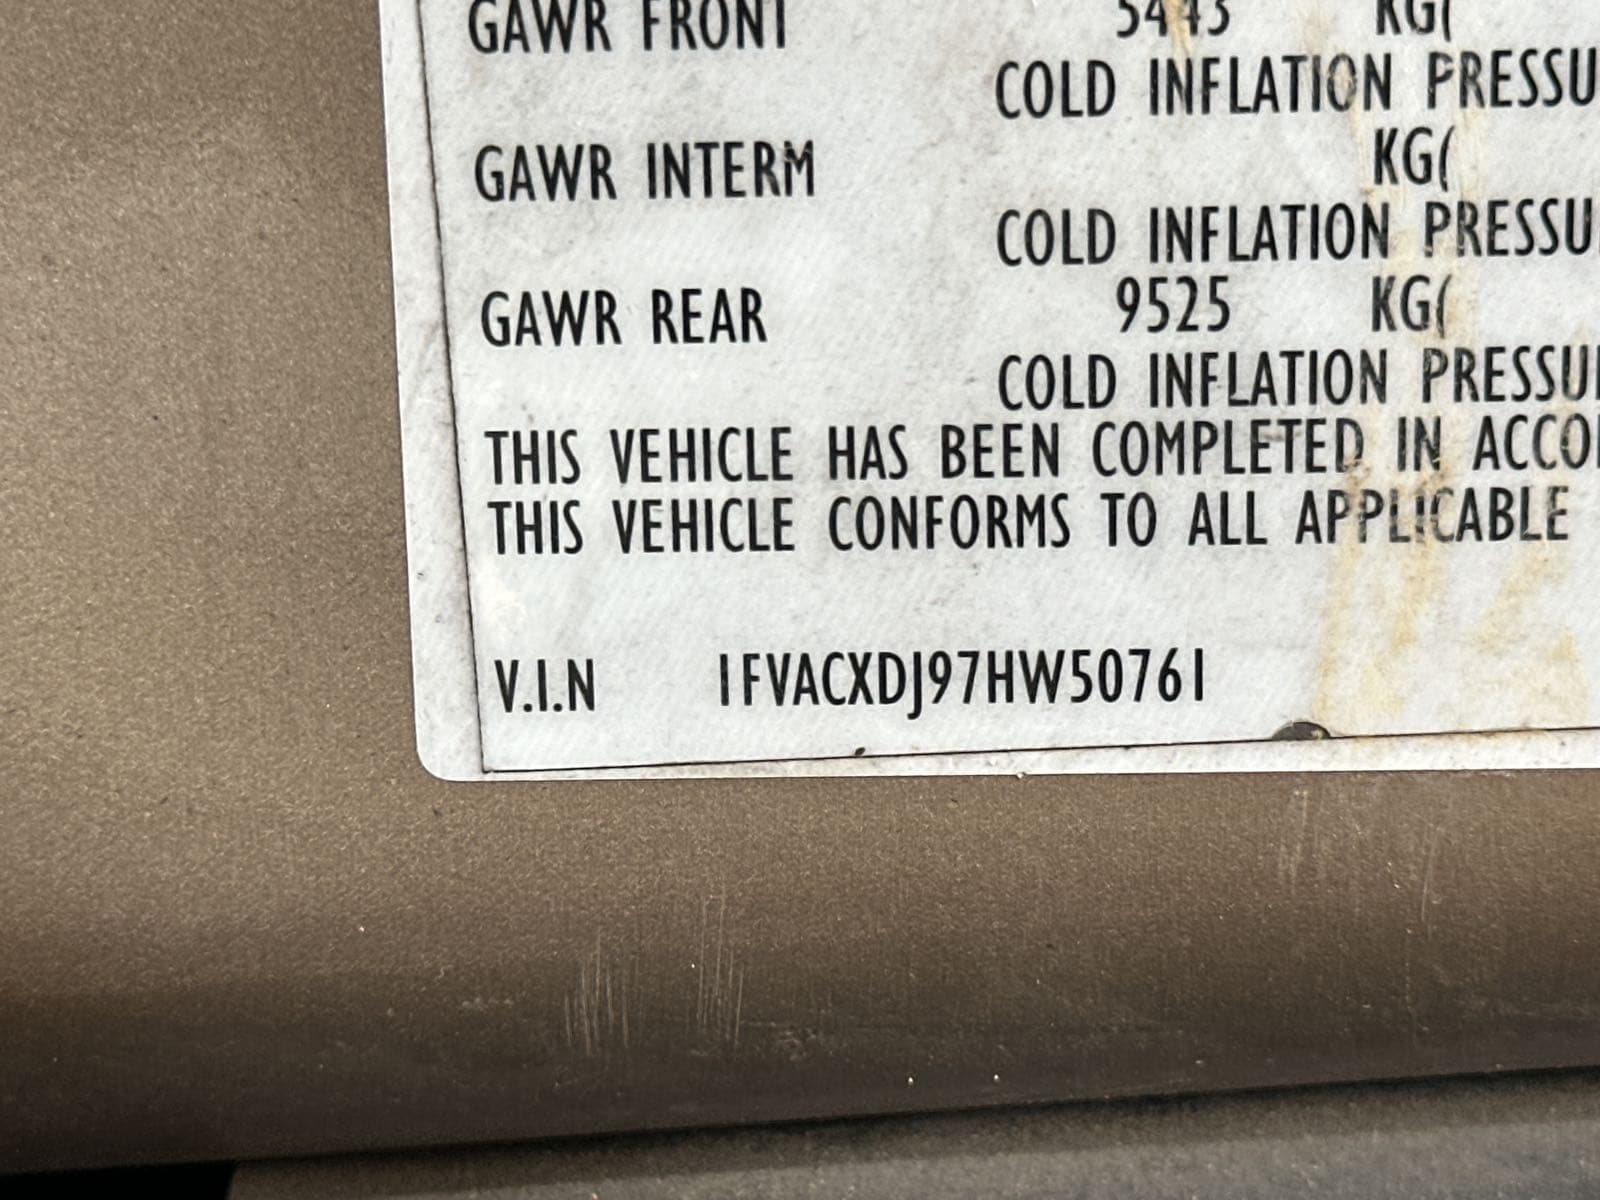 GAWR FRONT 5443 KG(
COLD INFLATION PRESSU
GAWR INTERM KG(
COLD INFLATION PRESSU
GAWR REAR 9525 KG(
COLD INFLATION PRESSU
THIS VEHICLE HAS BEEN COMPLETED IN ACCO
THIS VEHICLE CONFORMS TO ALL APPLICABLE
V.I.N 1FVACXDJ97HW50761